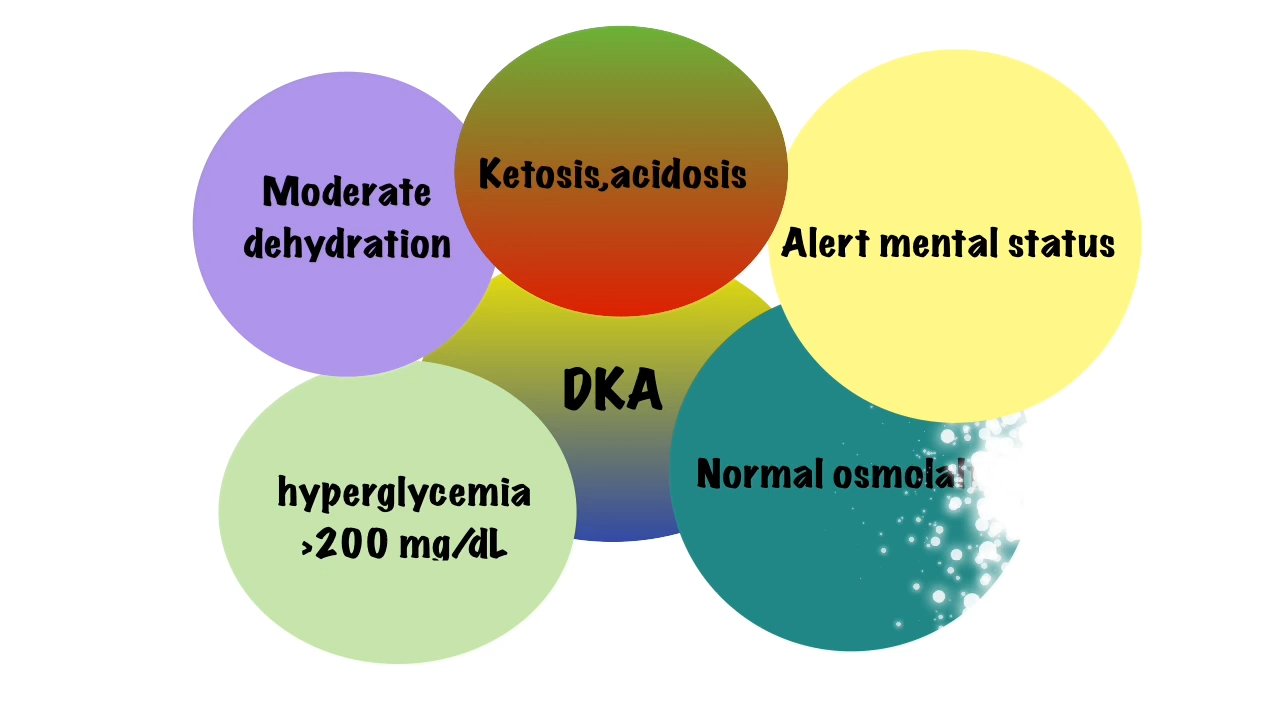 Ketosis,acidosis
Moderate
dehydration
Alert mental status
DKA
Normal
hyperglycemia
>200 mg/dL